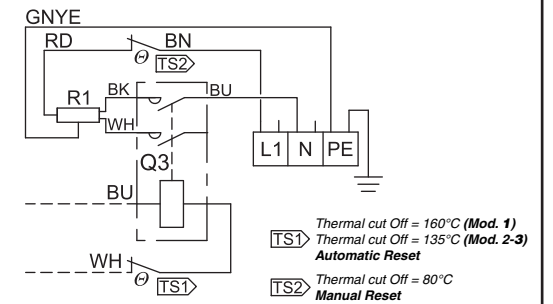 GNYE
RD
BN
Θ TS2
R1
BK
BU
WH
L1 N PE
Q3
BU
WH
Θ TS1
TS1 Thermal cut Off = 160°C (Mod. 1)
Thermal cut Off = 135°C (Mod. 2-3)
Automatic Reset
TS2 Thermal cut Off = 80°C
Manual Reset